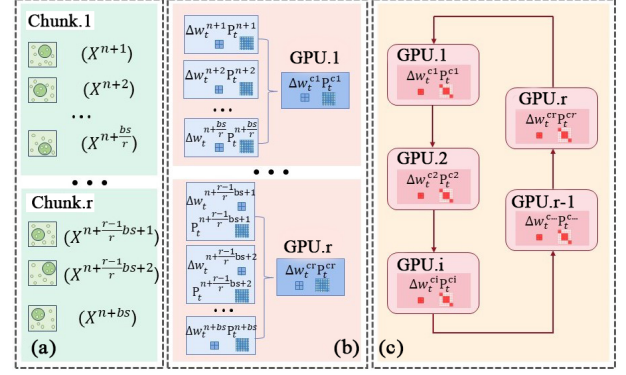 Chunk.1
(X^{n+1})
(X^{n+2})
...
(X^{n+\frac{bs}{r}})
• • •
Chunk.r
(X^{n+\frac{r-1}{r}bs+1})
(X^{n+\frac{r-1}{r}bs+2})
(X^{n+bs})
(a)
Δw_t^{n+1}P_t^{n+1}
Δw_t^{n+2}P_t^{n+2}
...
Δw_t^{n+\frac{bs}{r}}P_t^{n+\frac{bs}{r}}
GPU.1
Δw_t^{c1}P_t^{c1}
• • •
Δw_t^{n+\frac{r-1}{r}bs+1}
P_t^{n+\frac{r-1}{r}bs+1}
Δw_t^{n+\frac{r-1}{r}bs+2}
P_t^{n+\frac{r-1}{r}bs+2}
...
Δw_t^{n+bs}P_t^{n+bs}
GPU.r
Δw_t^{cr}P_t^{cr}
(b)
GPU.1
Δw_t^{c1}P_t^{c1}
GPU.2
Δw_t^{c2}P_t^{c2}
GPU.i
Δw_t^{ci}P_t^{ci}
GPU.r
Δw_t^{cr}P_t^{cr}
GPU.r-1
Δw_t^{c...}P_t^{c...}
(c)